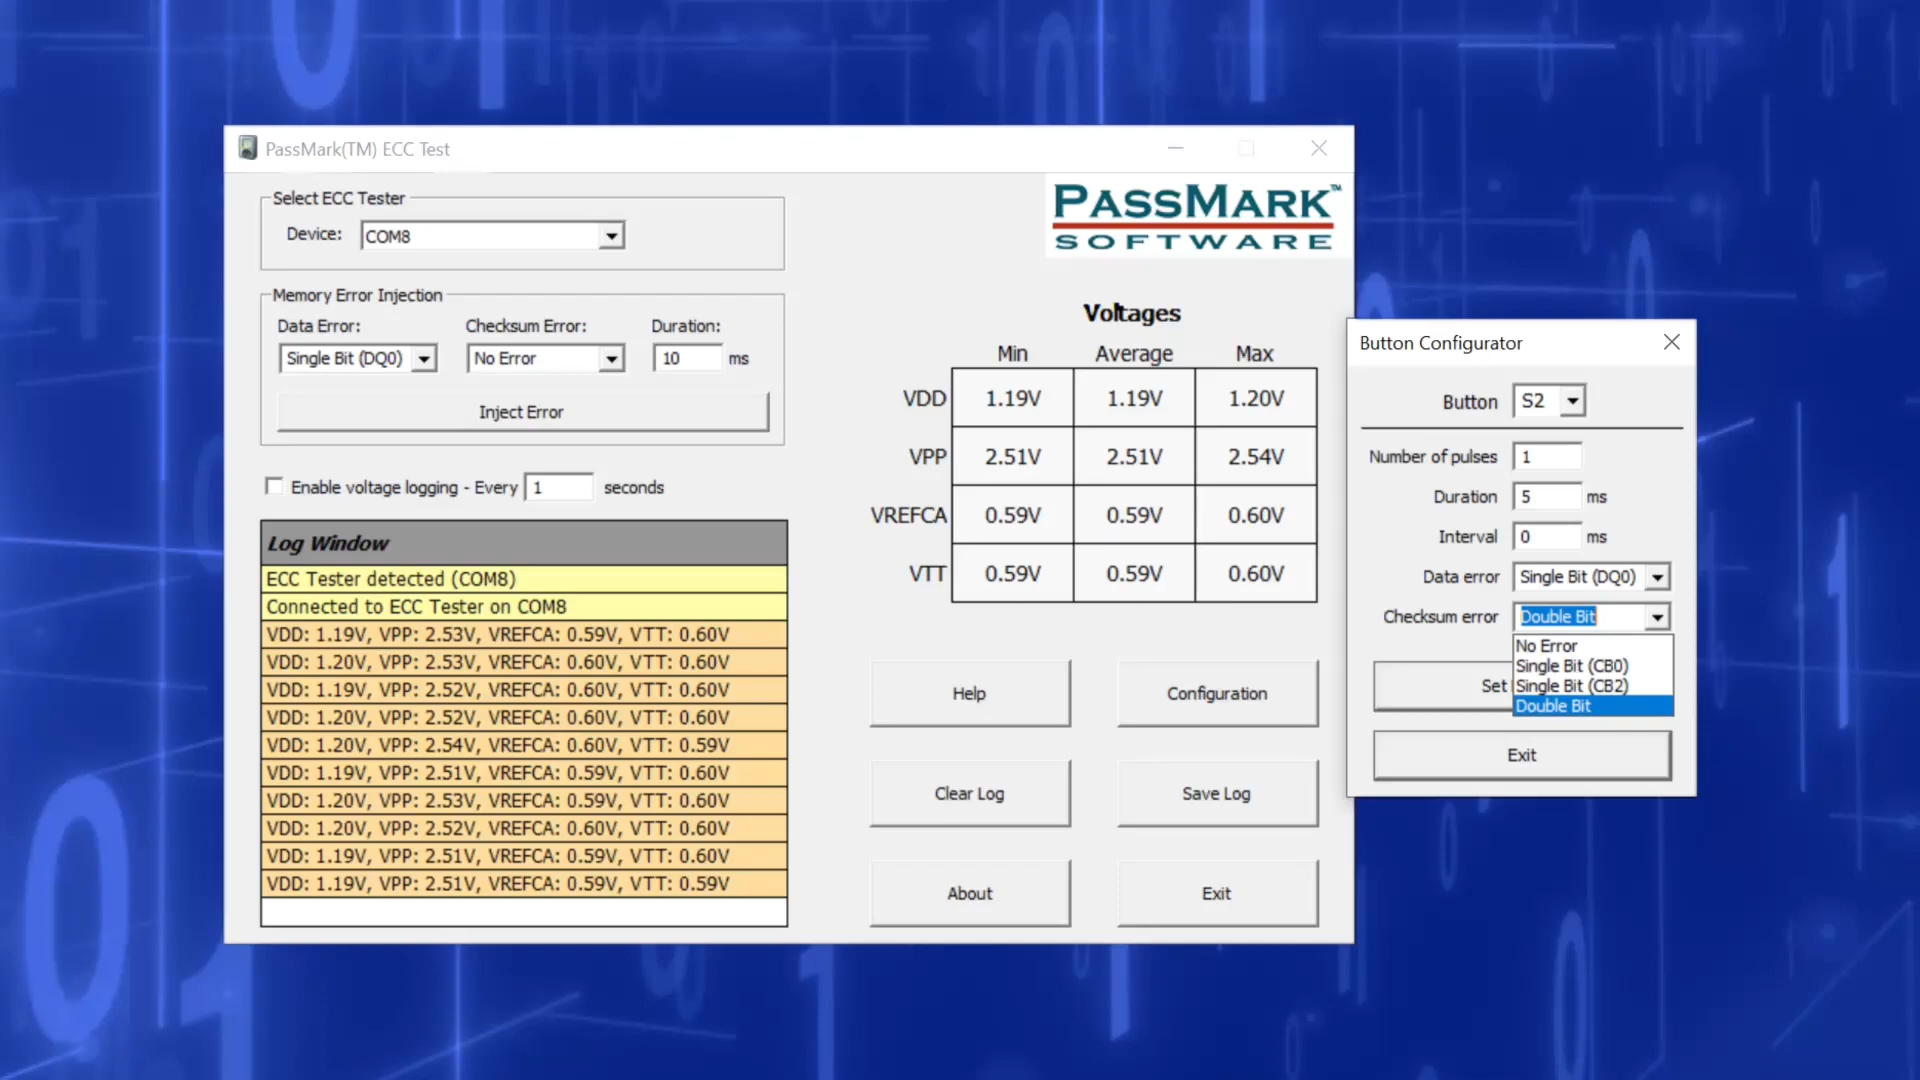 PassMark(TM) ECC Test
Select ECC Tester
Device: COM8
PASSMARK™
SOFTWARE
Memory Error Injection
Data Error: Checksum Error: Duration:
Single Bit (DQ0) No Error 10 ms
Inject Error
Enable voltage logging - Every 1 seconds
Log Window
ECC Tester detected (COM8)
Connected to ECC Tester on COM8
VDD: 1.19V, VPP: 2.53V, VREFCA: 0.59V, VTT: 0.60V
VDD: 1.20V, VPP: 2.53V, VREFCA: 0.60V, VTT: 0.60V
VDD: 1.19V, VPP: 2.52V, VREFCA: 0.60V, VTT: 0.60V
VDD: 1.20V, VPP: 2.52V, VREFCA: 0.60V, VTT: 0.60V
VDD: 1.20V, VPP: 2.54V, VREFCA: 0.60V, VTT: 0.59V
VDD: 1.19V, VPP: 2.51V, VREFCA: 0.59V, VTT: 0.60V
VDD: 1.20V, VPP: 2.53V, VREFCA: 0.59V, VTT: 0.60V
VDD: 1.20V, VPP: 2.52V, VREFCA: 0.60V, VTT: 0.60V
VDD: 1.19V, VPP: 2.51V, VREFCA: 0.59V, VTT: 0.60V
VDD: 1.19V, VPP: 2.51V, VREFCA: 0.59V, VTT: 0.59V
Voltages
Min Average Max
VDD 1.19V 1.19V 1.20V
VPP 2.51V 2.51V 2.54V
VREFCA 0.59V 0.59V 0.60V
VTT 0.59V 0.59V 0.60V
Help Configuration
Clear Log Save Log
About Exit
Button Configurator
Button S2
Number of pulses 1
Duration 5 ms
Interval 0 ms
Data error Single Bit (DQ0)
Checksum error Double Bit
No Error
Single Bit (CB0)
Set Single Bit (CB2)
Double Bit
Exit